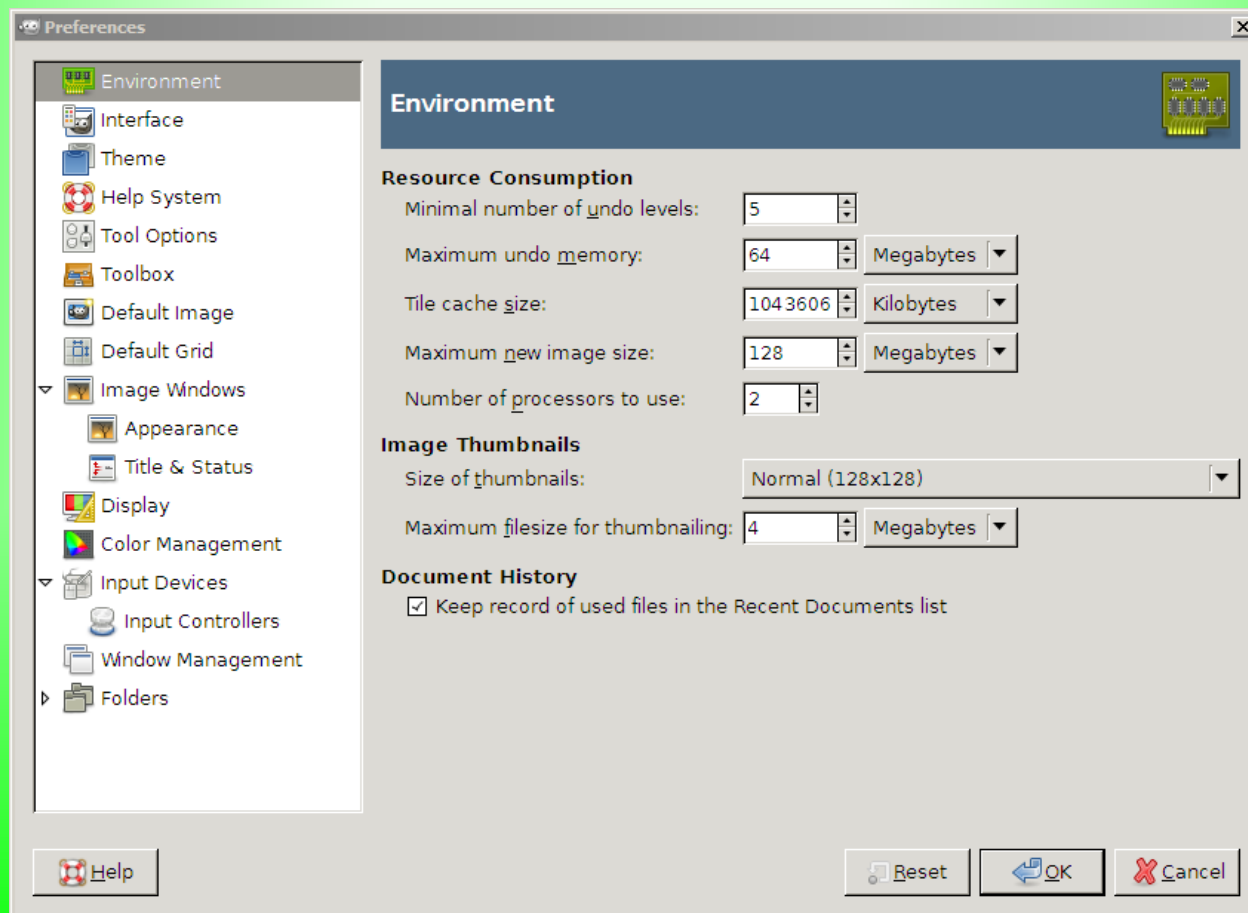 Preferences
Environment
Interface
Theme
Help System
Tool Options
Toolbox
Default Image
Default Grid
Image Windows
Appearance
Title & Status
Display
Color Management
Input Devices
Input Controllers
Window Management
Folders
Environment
Resource Consumption
Minimal number of undo levels: 5
Maximum undo memory: 64 Megabytes
Tile cache size: 1043606 Kilobytes
Maximum new image size: 128 Megabytes
Number of processors to use: 2
Image Thumbnails
Size of thumbnails: Normal (128x128)
Maximum filesize for thumbnailing: 4 Megabytes
Document History
Keep record of used files in the Recent Documents list
Help Reset OK Cancel